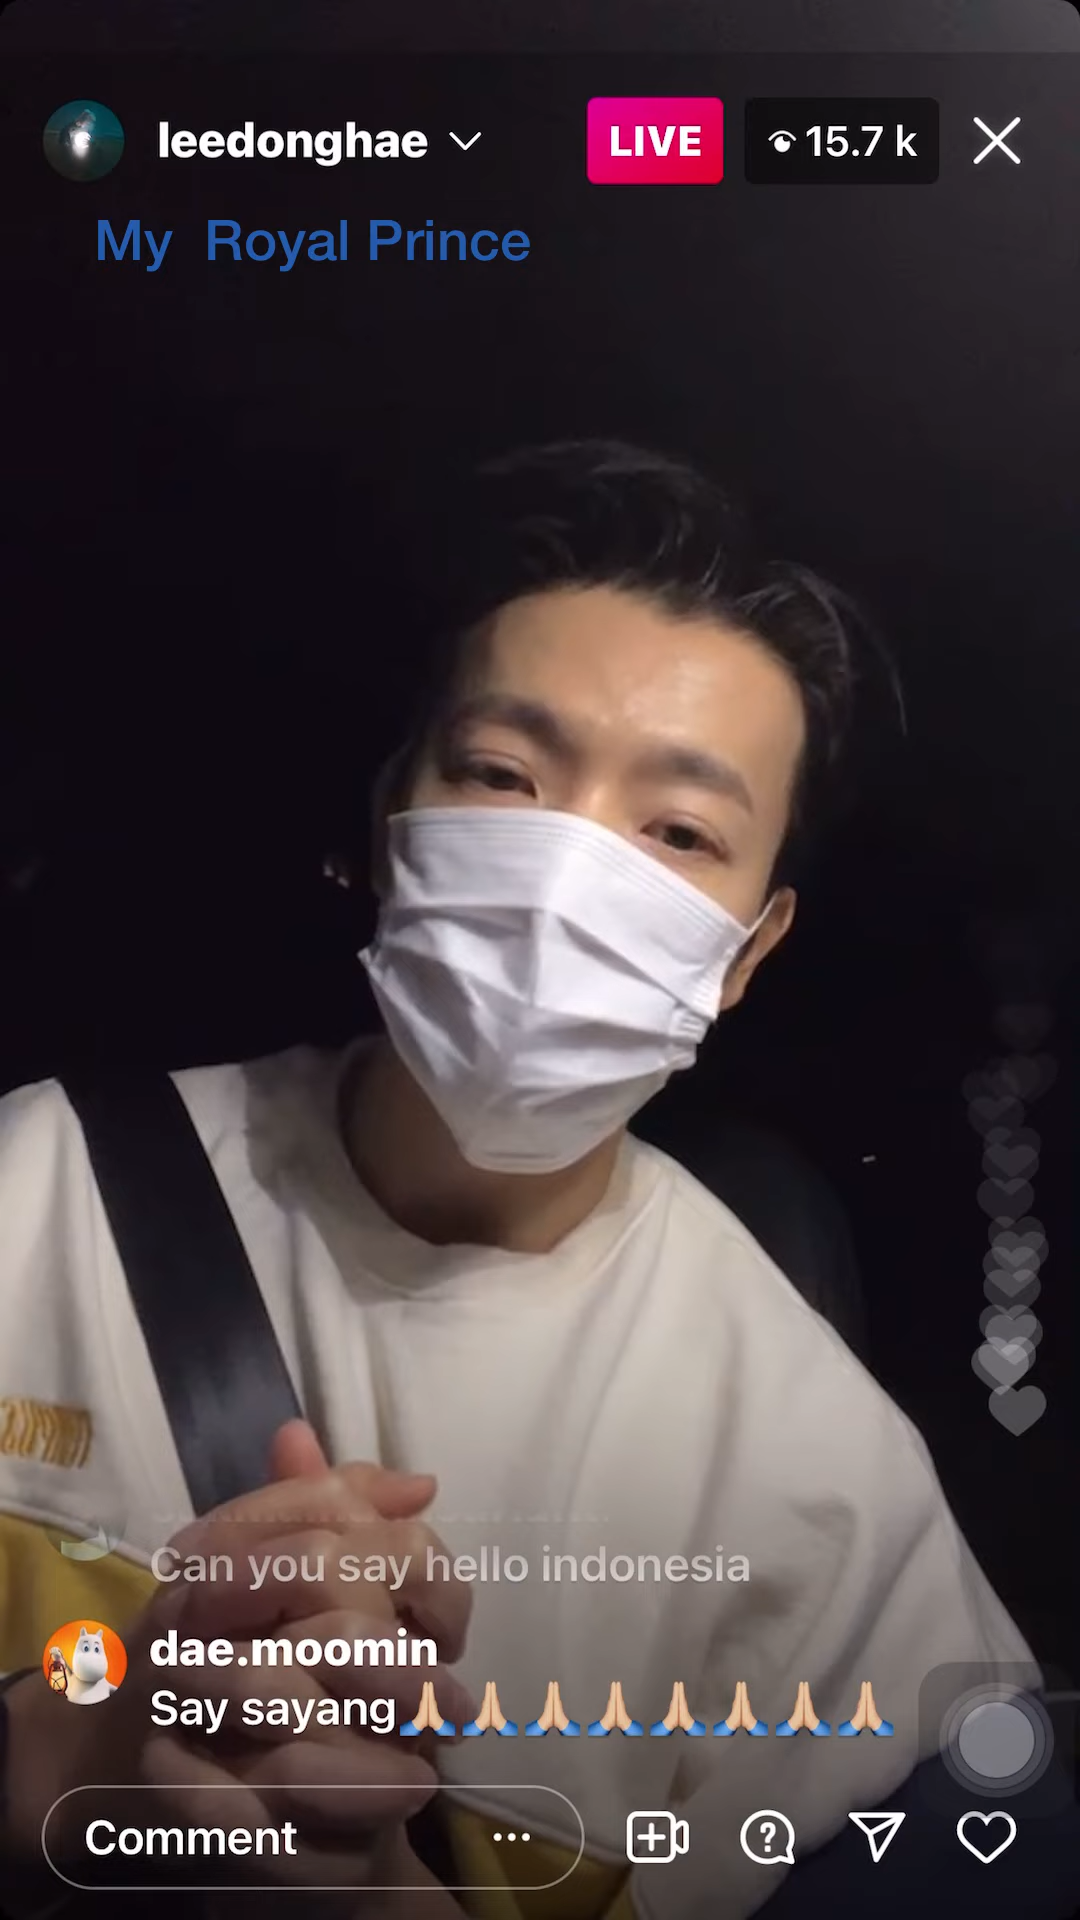 leedonghae
LIVE
15.7 k
My Royal Prince
Can you say hello indonesia
dae.moomin
Say sayang🙏🏼🙏🏼🙏🏼🙏🏼🙏🏼🙏🏼🙏🏼🙏🏼
Comment